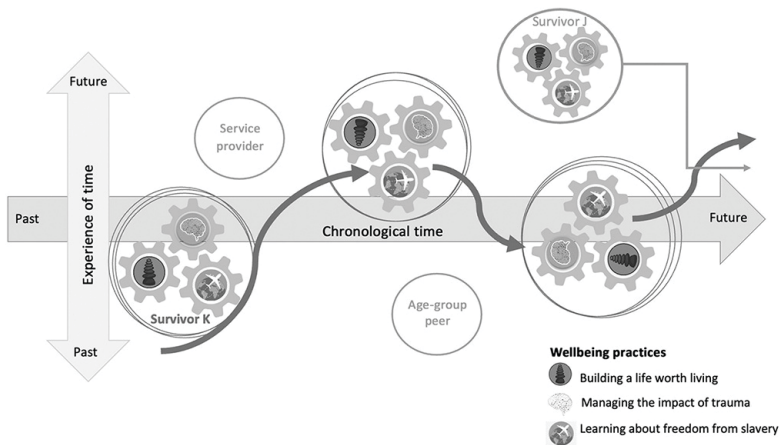 Survivor J
Future
Service
provider
Experience of time
Past
Chronological time
Future
Survivor K
Age-group
peer
Past
Wellbeing practices
Building a life worth living
Managing the impact of trauma
Learning about freedom from slavery